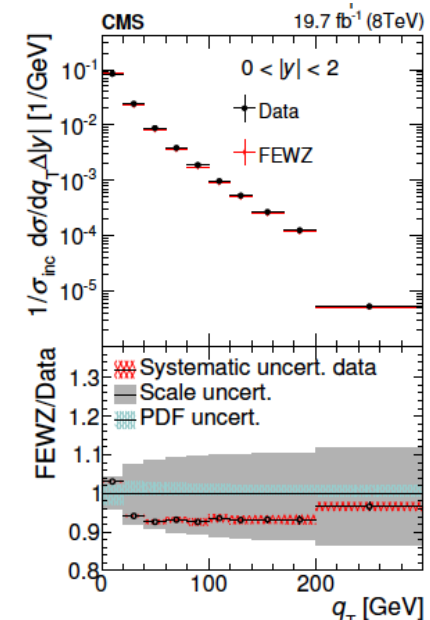 CMS 19.7 fb⁻¹ (8TeV)
0 < |y| < 2
Data
FEWZ
1/σ_inc dσ/dq_TΔ|y| [1/GeV]
10⁻¹
10⁻²
10⁻³
10⁻⁴
10⁻⁵
Systematic uncert. data
Scale uncert.
PDF uncert.
FEWZ/Data
1.3
1.2
1.1
1
0.9
0.8
0 100 200
q_T [GeV]